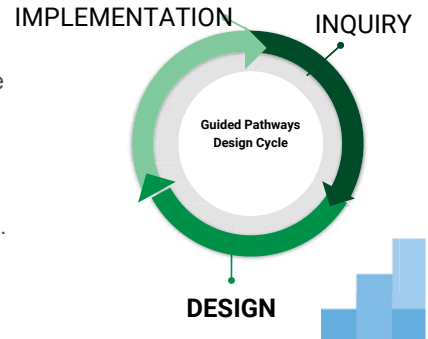 IMPLEMENTATION
INQUIRY
e
Guided Pathways
Design Cycle
.
DESIGN